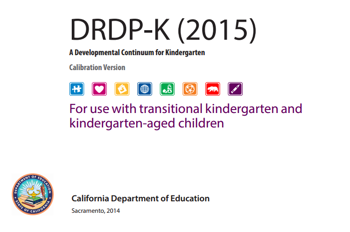 DRDP-K (2015)
A Developmental Continuum for Kindergarten
Calibration Version
For use with transitional kindergarten and
kindergarten-aged children
California Department of Education
Sacramento, 2014